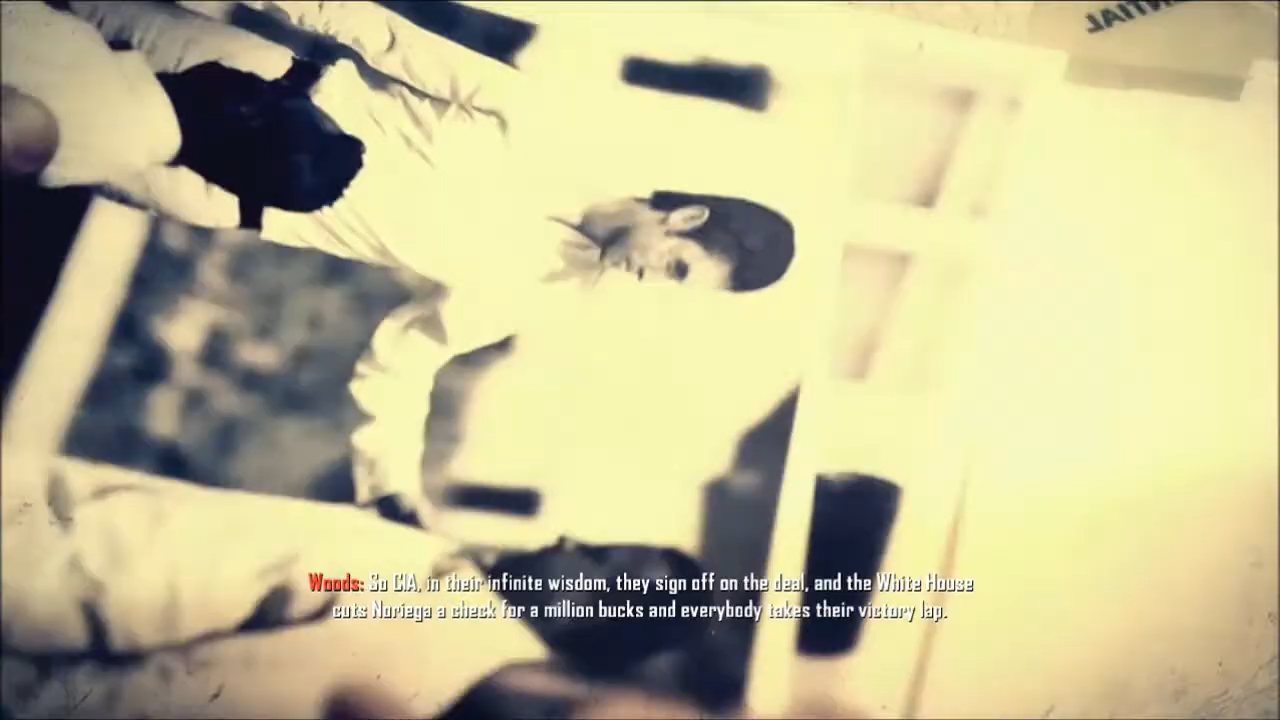 NTIAL
Woods: So CIA, in their infinite wisdom, they sign off on the deal, and the White House
cuts Noriega a check for a million bucks and everybody takes their victory lap.